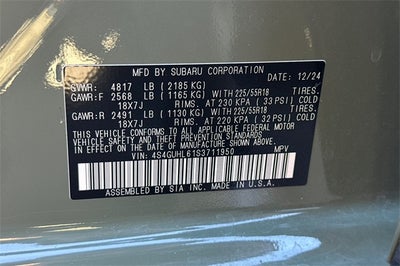 MFD BY SUBARU CORPORATION 12/24
GVWR: 4817 LB ( 2185 KG)
GAWR:F 2568 LB ( 1165 KG) WITH 225/55R18 TIRES.
18X7J RIMS. AT 230 KPA ( 33 PSI) COLD
GAWR:R 2491 LB ( 1130 KG) WITH 225/55R18 TIRES.
18X7J RIMS. AT 220 KPA ( 32 PSI) COLD
THIS VEHICLE CONFORMS TO ALL APPLICABLE FEDERAL MOTOR
VEHICLE SAFETY AND THEFT PREVENTION STANDARDS IN
EFFECT ON THE DATE OF MANUFACTURE SHOWN ABOVE.
VIN: 4S4GUHL61S3711950 MPV
ASSEMBLED BY SIA INC. MADE IN U.S.A.